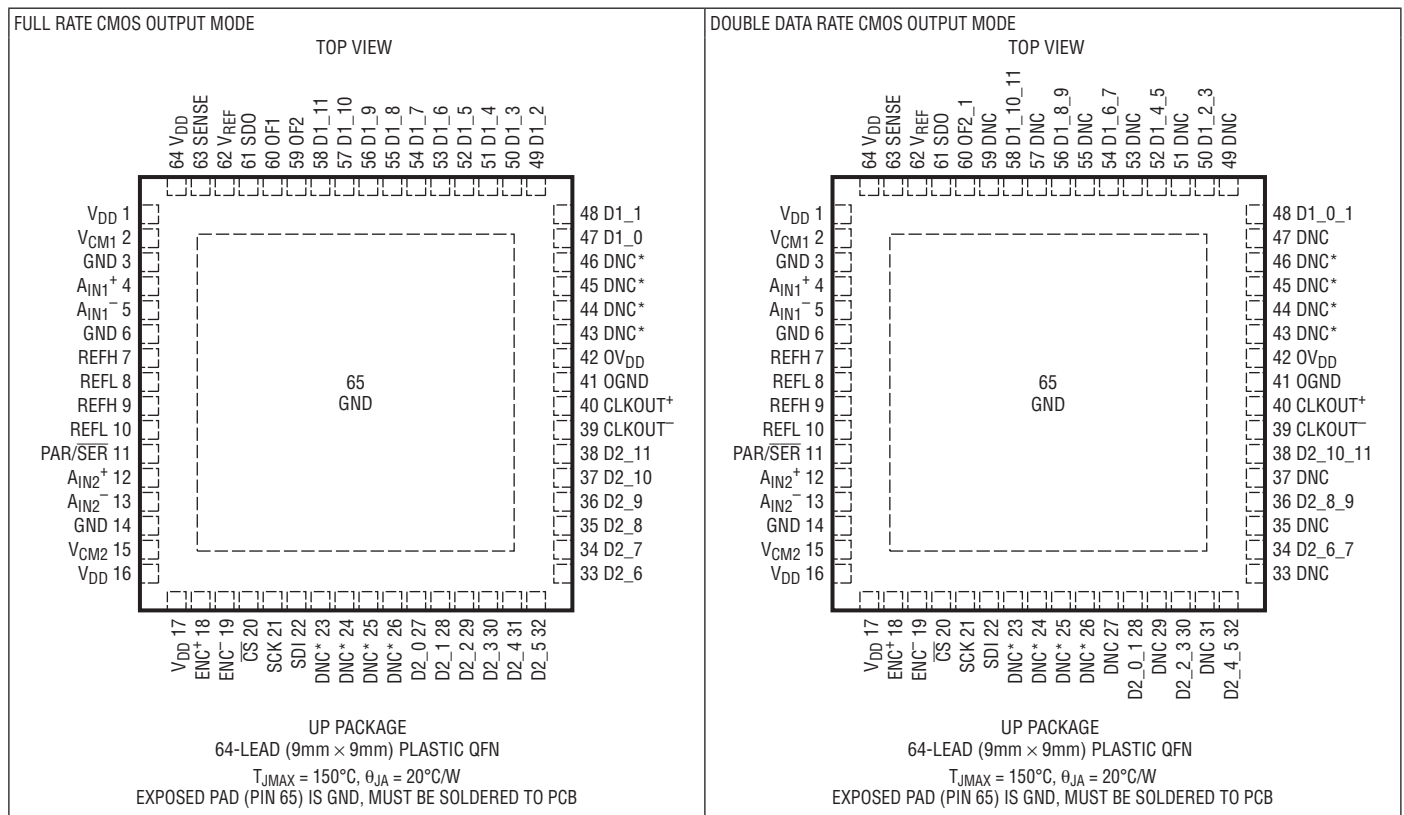 FULL RATE CMOS OUTPUT MODE
TOP VIEW
64 VDD
63 SENSE
62 VREF
61 SDO
60 OF1
59 OF2
58 D1_11
57 D1_10
56 D1_9
55 D1_8
54 D1_7
53 D1_6
52 D1_5
51 D1_4
50 D1_3
49 D1_2
VDD 1
VCM1 2
GND 3
AIN1+ 4
AIN1– 5
GND 6
REFH 7
REFL 8
REFH 9
REFL 10
PAR/SER 11
AIN2+ 12
AIN2– 13
GND 14
VCM2 15
VDD 16
65
GND
48 D1_1
47 D1_0
46 DNC*
45 DNC*
44 DNC*
43 DNC*
42 OVDD
41 OGND
40 CLKOUT+
39 CLKOUT–
38 D2_11
37 D2_10
36 D2_9
35 D2_8
34 D2_7
33 D2_6
VDD 17
ENC+ 18
ENC– 19
CS 20
SCK 21
SDI 22
DNC* 23
DNC* 24
DNC* 25
DNC* 26
D2_0 27
D2_1 28
D2_2 29
D2_3 30
D2_4 31
D2_5 32
UP PACKAGE
64-LEAD (9mm × 9mm) PLASTIC QFN
TJMAX = 150°C, θJA = 20°C/W
EXPOSED PAD (PIN 65) IS GND, MUST BE SOLDERED TO PCB
DOUBLE DATA RATE CMOS OUTPUT MODE
TOP VIEW
64 VDD
63 SENSE
62 VREF
61 SDO
60 OF2_1
59 DNC
58 D1_10_11
57 DNC
56 D1_8_9
55 DNC
54 D1_6_7
53 DNC
52 D1_4_5
51 DNC
50 D1_2_3
49 DNC
VDD 1
VCM1 2
GND 3
AIN1+ 4
AIN1– 5
GND 6
REFH 7
REFL 8
REFH 9
REFL 10
PAR/SER 11
AIN2+ 12
AIN2– 13
GND 14
VCM2 15
VDD 16
65
GND
48 D1_0_1
47 DNC
46 DNC*
45 DNC*
44 DNC*
43 DNC*
42 OVDD
41 OGND
40 CLKOUT+
39 CLKOUT–
38 D2_10_11
37 DNC
36 D2_8_9
35 DNC
34 D2_6_7
33 DNC
VDD 17
ENC+ 18
ENC– 19
CS 20
SCK 21
SDI 22
DNC* 23
DNC* 24
DNC* 25
DNC* 26
DNC 27
D2_0_1 28
DNC 29
D2_2_3 30
DNC 31
D2_4_5 32
UP PACKAGE
64-LEAD (9mm × 9mm) PLASTIC QFN
TJMAX = 150°C, θJA = 20°C/W
EXPOSED PAD (PIN 65) IS GND, MUST BE SOLDERED TO PCB